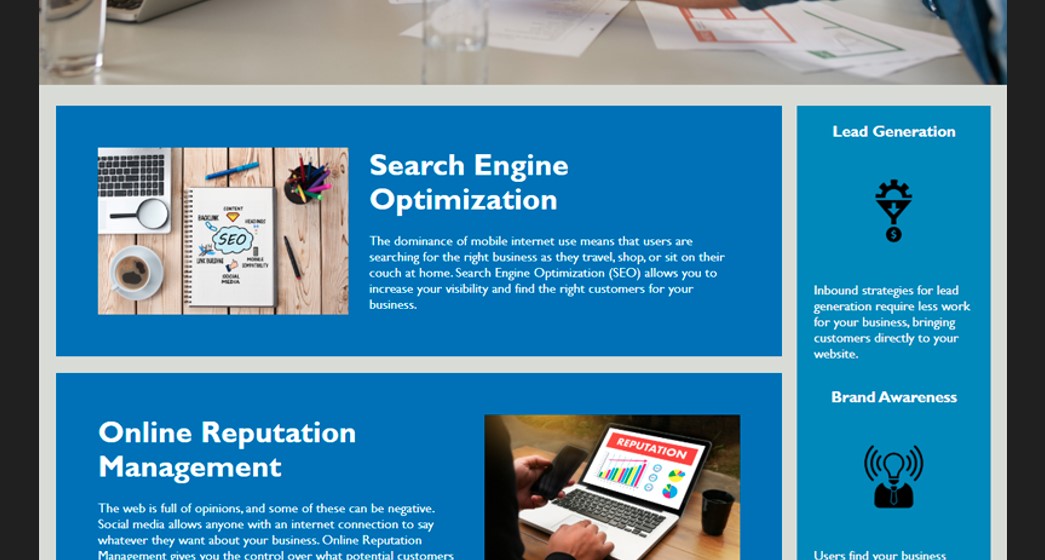 Search Engine
Optimization
The dominance of mobile internet use means that users are
searching for the right business as they travel, shop, or sit on their
couch at home. Search Engine Optimization (SEO) allows you to
increase your visibility and find the right customers for your
business.
CONTENT
BACKLINK
HEADINGS
SEO
LINK BUILDING
MOBILE
COMPATIBILITY
SOCIAL
MEDIA
Online Reputation
Management
The web is full of opinions, and some of these can be negative.
Social media allows anyone with an internet connection to say
whatever they want about your business. Online Reputation
Management gives you the control over what potential customers
REPUTATION
Lead Generation
$
Inbound strategies for lead
generation require less work
for your business, bringing
customers directly to your
website.
Brand Awareness
Users find your business